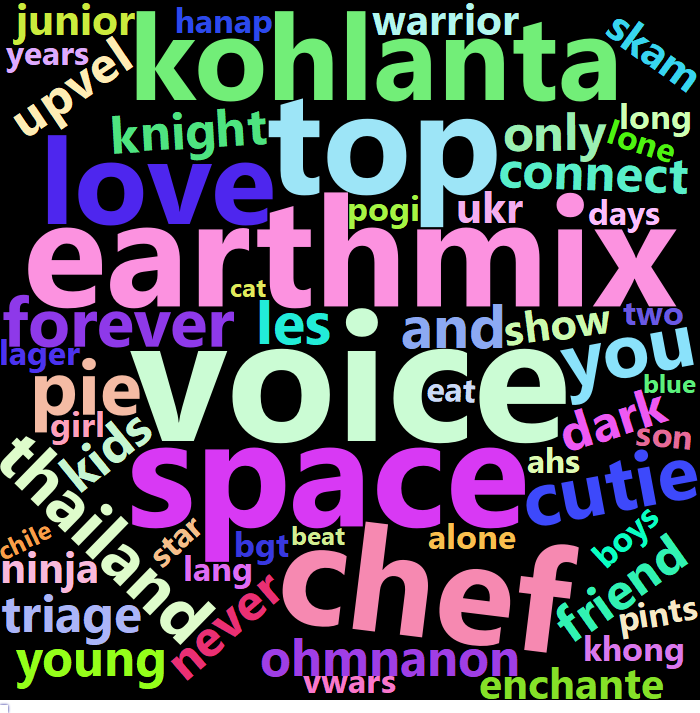 junior
hanap
warrior
skam
years
upvel
kohlanta
knight
top
only
long
lone
love
connect
pogi
ukr
days
earthmix
cat
forever
les
and
show
two
you
lager
pie
voice
eat
blue
girl
kids
dark
son
thailand
space
ahs
cutie
chile
star
bgt
beat
alone
boys
ninja
lang
chef
friend
triage
never
pints
young
ohmnanon
khong
vwars
enchante